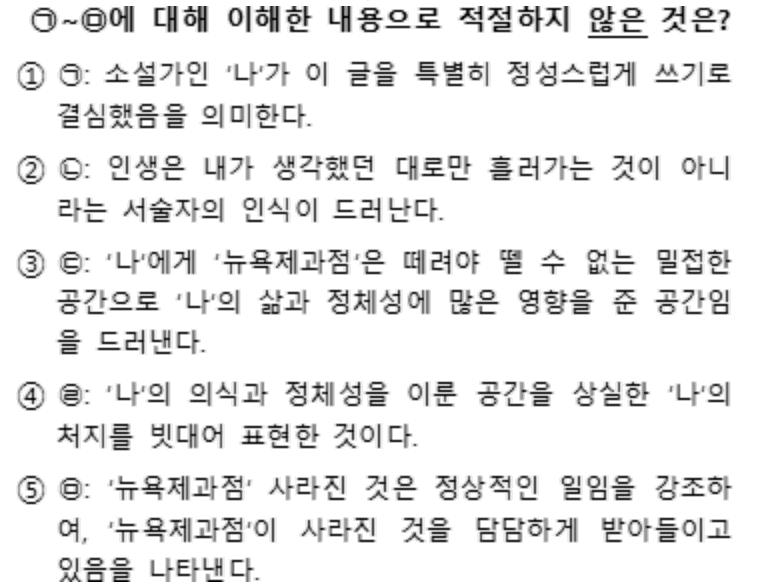 ㉠~㉤에 대해 이해한 내용으로 적절하지 않은 것은?
① ㉠: 소설가인 '나'가 이 글을 특별히 정성스럽게 쓰기로
결심했음을 의미한다.
② ㉡: 인생은 내가 생각했던 대로만 흘러가는 것이 아니
라는 서술자의 인식이 드러난다.
③ ㉢: '나'에게 '뉴욕제과점'은 떼려야 뗄 수 없는 밀접한
공간으로 '나'의 삶과 정체성에 많은 영향을 준 공간임
을 드러낸다.
④ ㉣: '나'의 의식과 정체성을 이룬 공간을 상실한 '나'의
처지를 빗대어 표현한 것이다.
⑤ ㉤: '뉴욕제과점' 사라진 것은 정상적인 일임을 강조하
여, '뉴욕제과점'이 사라진 것을 담담하게 받아들이고
있음을 나타낸다.